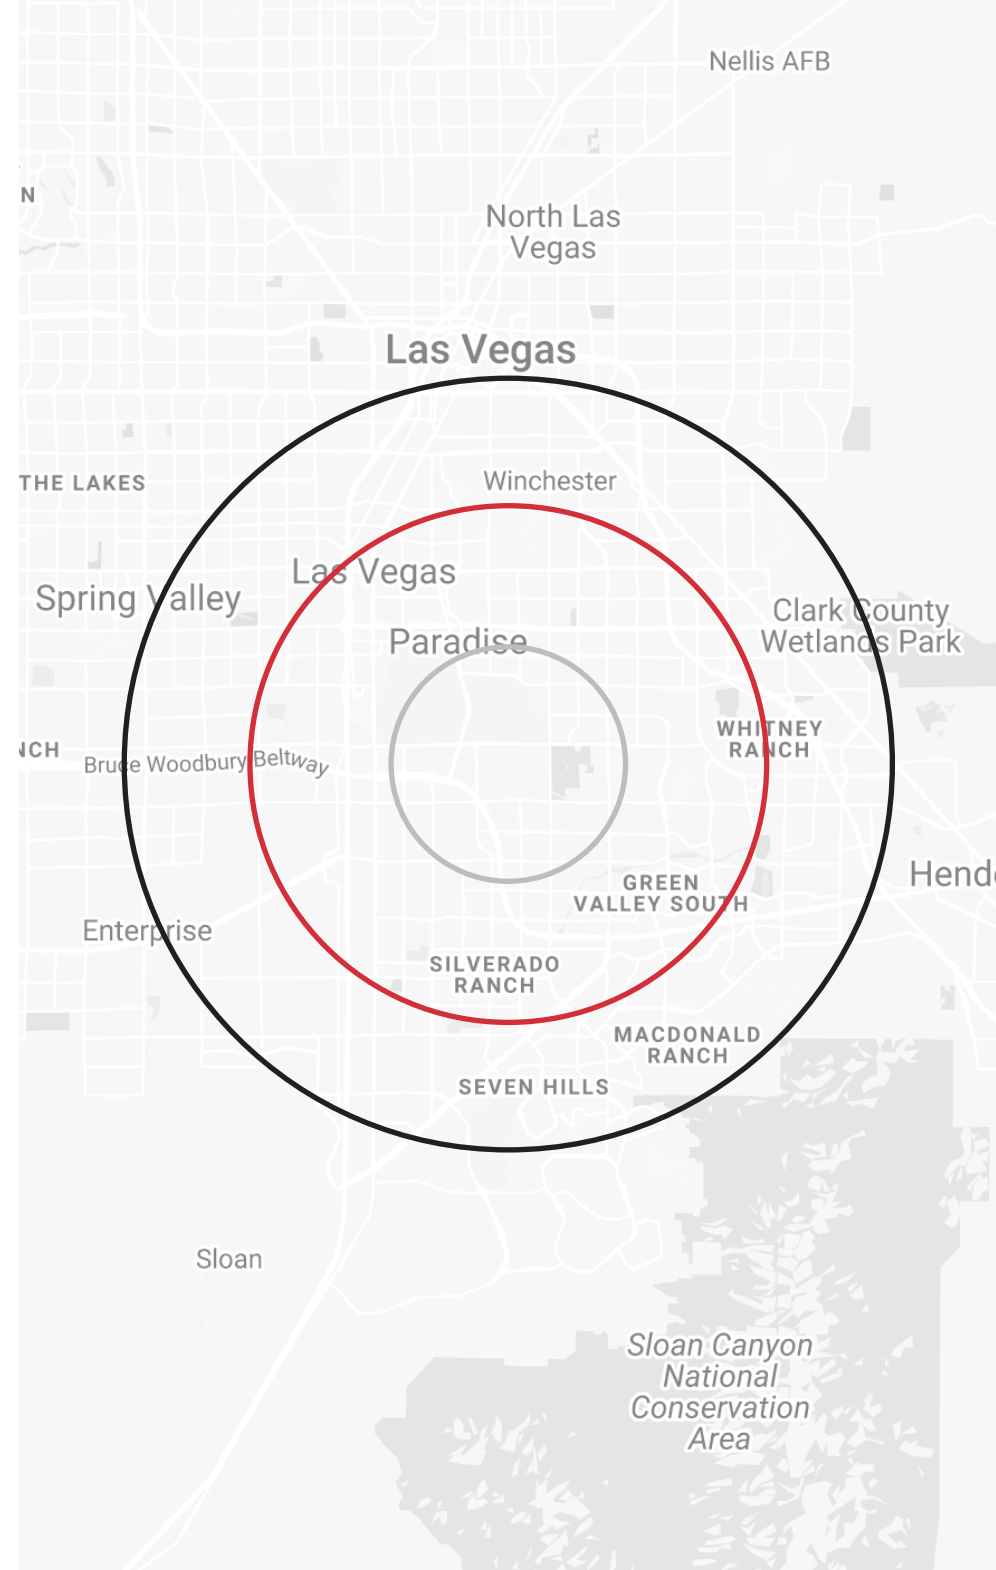 Nellis AFB
N
North Las
Vegas
Las Vegas
THE LAKES
Winchester
Las Vegas
Spring Valley
Clark County
Wetlands Park
Paradise
WHITNEY
RANCH
NCH
Bruce Woodbury Beltway
Hende
GREEN
VALLEY SOUTH
Enterprise
SILVERADO
RANCH
MACDONALD
RANCH
SEVEN HILLS
Sloan
Sloan Canyon
National
Conservation
Area